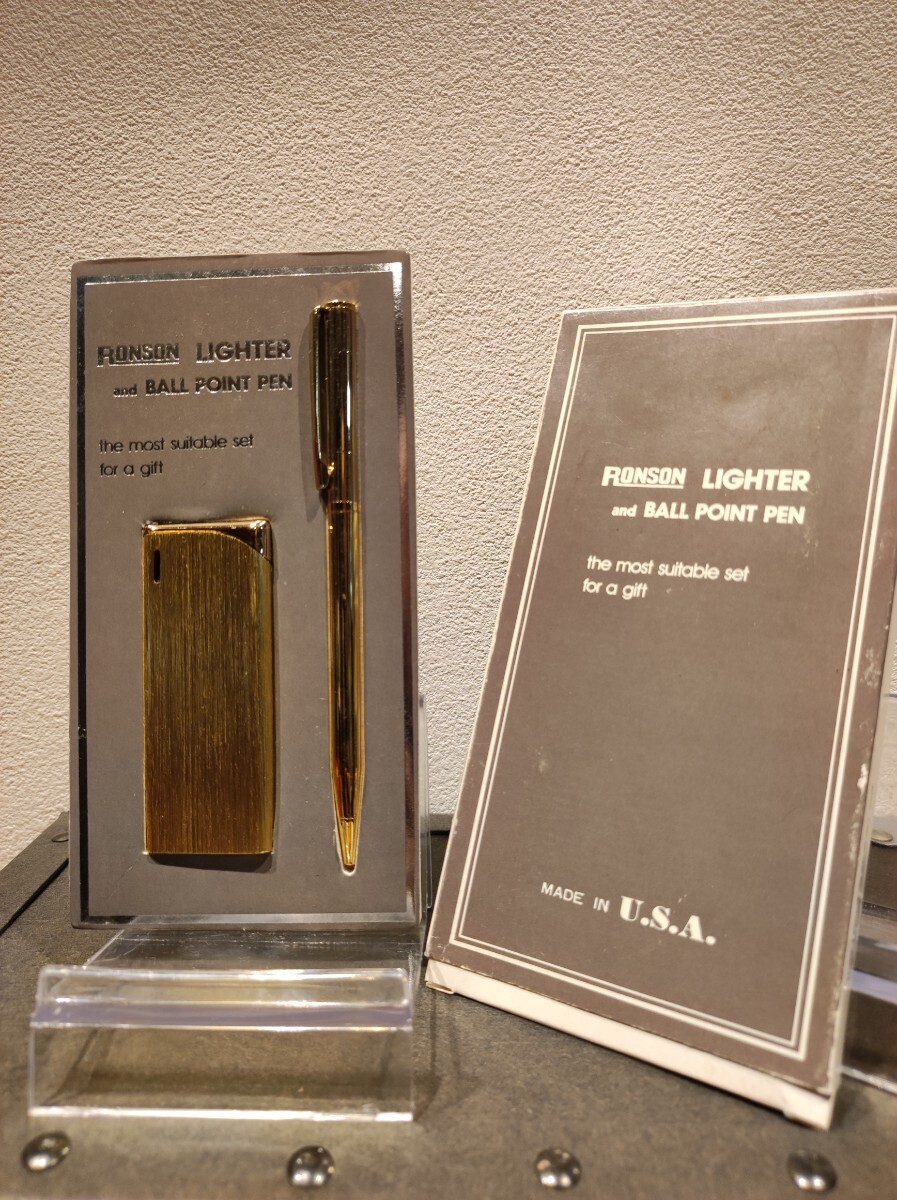 RONSON LIGHTER
and BALL POINT PEN
the most suitable set
for a gift
RONSON LIGHTER
and BALL POINT PEN
the most suitable set
for a gift
MADE IN U.S.A.